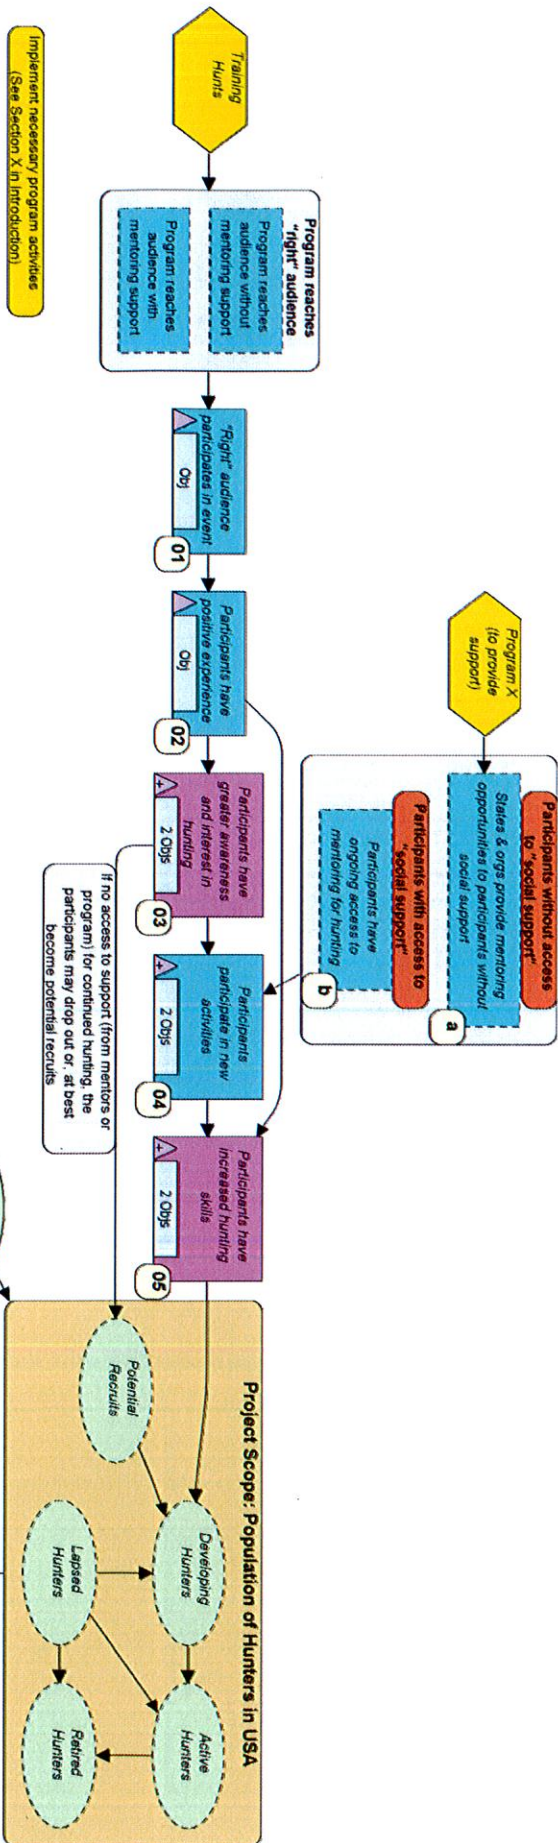 Training
Hunts
Program reaches
"right" audience
Program reaches
audience without
mentoring support
Program reaches
audience with
mentoring support
"Right" audience
participates in event
Obj
01
Participants have
positive experience
Obj
02
Participants have
greater awareness
and interest in
hunting
2 Objs
+
03
Participants
participate in new
activities
2 Objs
+
04
Participants have
increased hunting
skills
2 Objs
+
05
Program X
(to provide
support)
Participants without access
to "social support"
States & orgs provide mentoring
opportunities to participants without
social support
a
Participants with access to
"social support"
Participants have
ongoing access to
mentoring for hunting
b
If no access to support (from mentors or
program) for continued hunting, the
participants may drop out or, at best
become potential recruits
Project Scope: Population of Hunters in USA
Potential
Recruits
Developing
Hunters
Active
Hunters
Lapsed
Hunters
Retired
Hunters
Implement necessary program activities
(See Section X in Introduction)